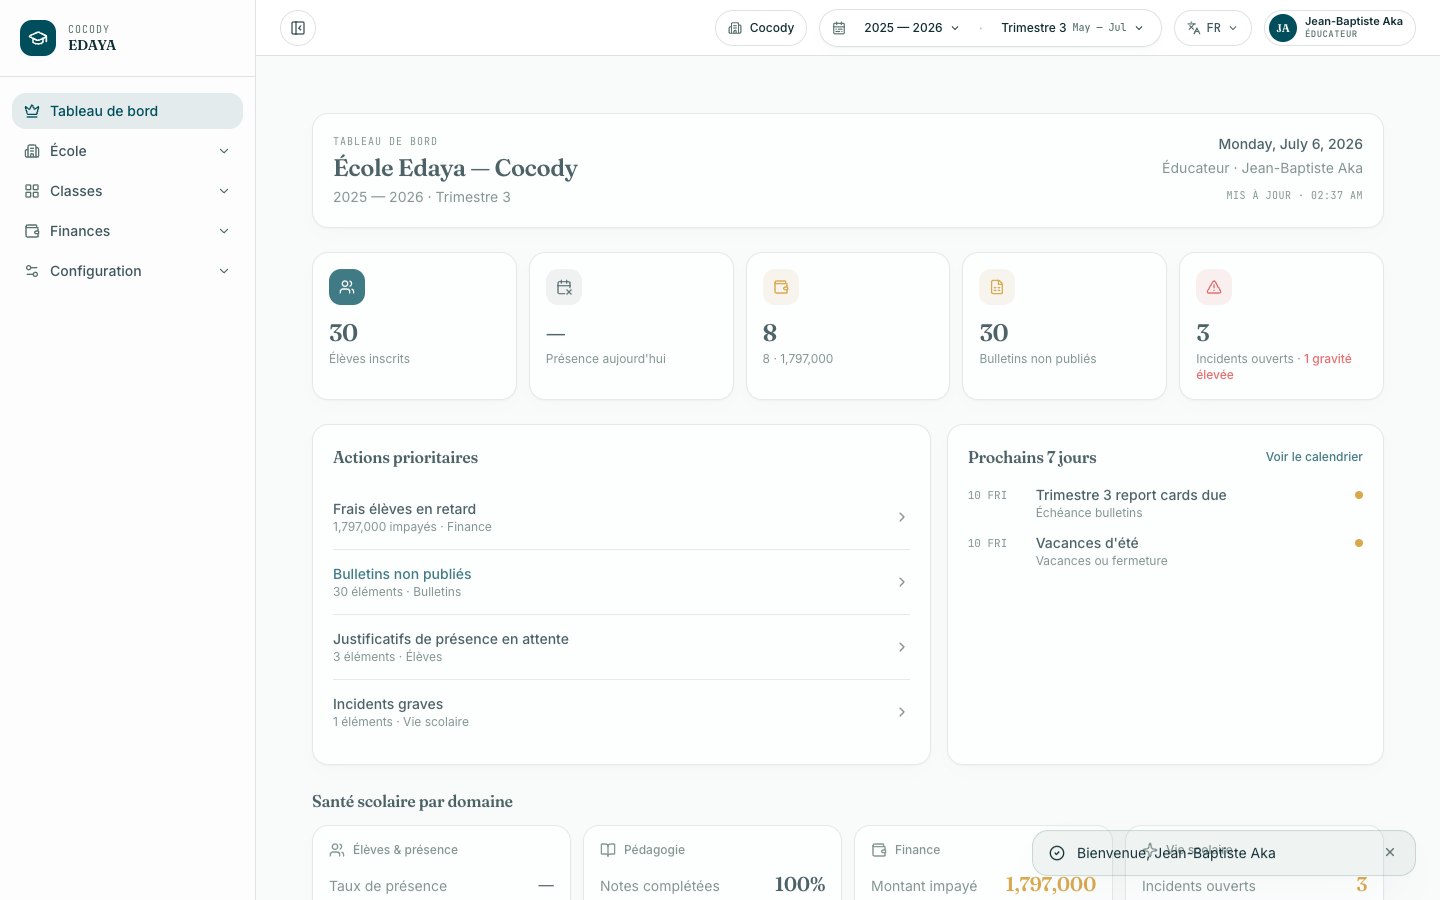 COCODY
EDAYA
Cocody
2025 — 2026
·
Trimestre 3 May – Jul
FR
JA
Jean-Baptiste Aka
ÉDUCATEUR
Tableau de bord
École
Classes
Finances
Configuration
TABLEAU DE BORD
École Edaya — Cocody
2025 — 2026 · Trimestre 3
Monday, July 6, 2026
Éducateur · Jean-Baptiste Aka
MIS À JOUR · 02:37 AM
30
Élèves inscrits
—
Présence aujourd'hui
8
8 · 1,797,000
30
Bulletins non publiés
3
Incidents ouverts · 1 gravité
élevée
Actions prioritaires
Frais élèves en retard
1,797,000 impayés · Finance
Bulletins non publiés
30 éléments · Bulletins
Justificatifs de présence en attente
3 éléments · Élèves
Incidents graves
1 éléments · Vie scolaire
Prochains 7 jours
Voir le calendrier
10 FRI
Trimestre 3 report cards due
Échéance bulletins
10 FRI
Vacances d'été
Vacances ou fermeture
Santé scolaire par domaine
Élèves & présence
Taux de présence
—
Pédagogie
Notes complétées
100%
Finance
Montant impayé
1,797,000
Vie scolaire
Incidents ouverts
3
Bienvenue, Jean-Baptiste Aka